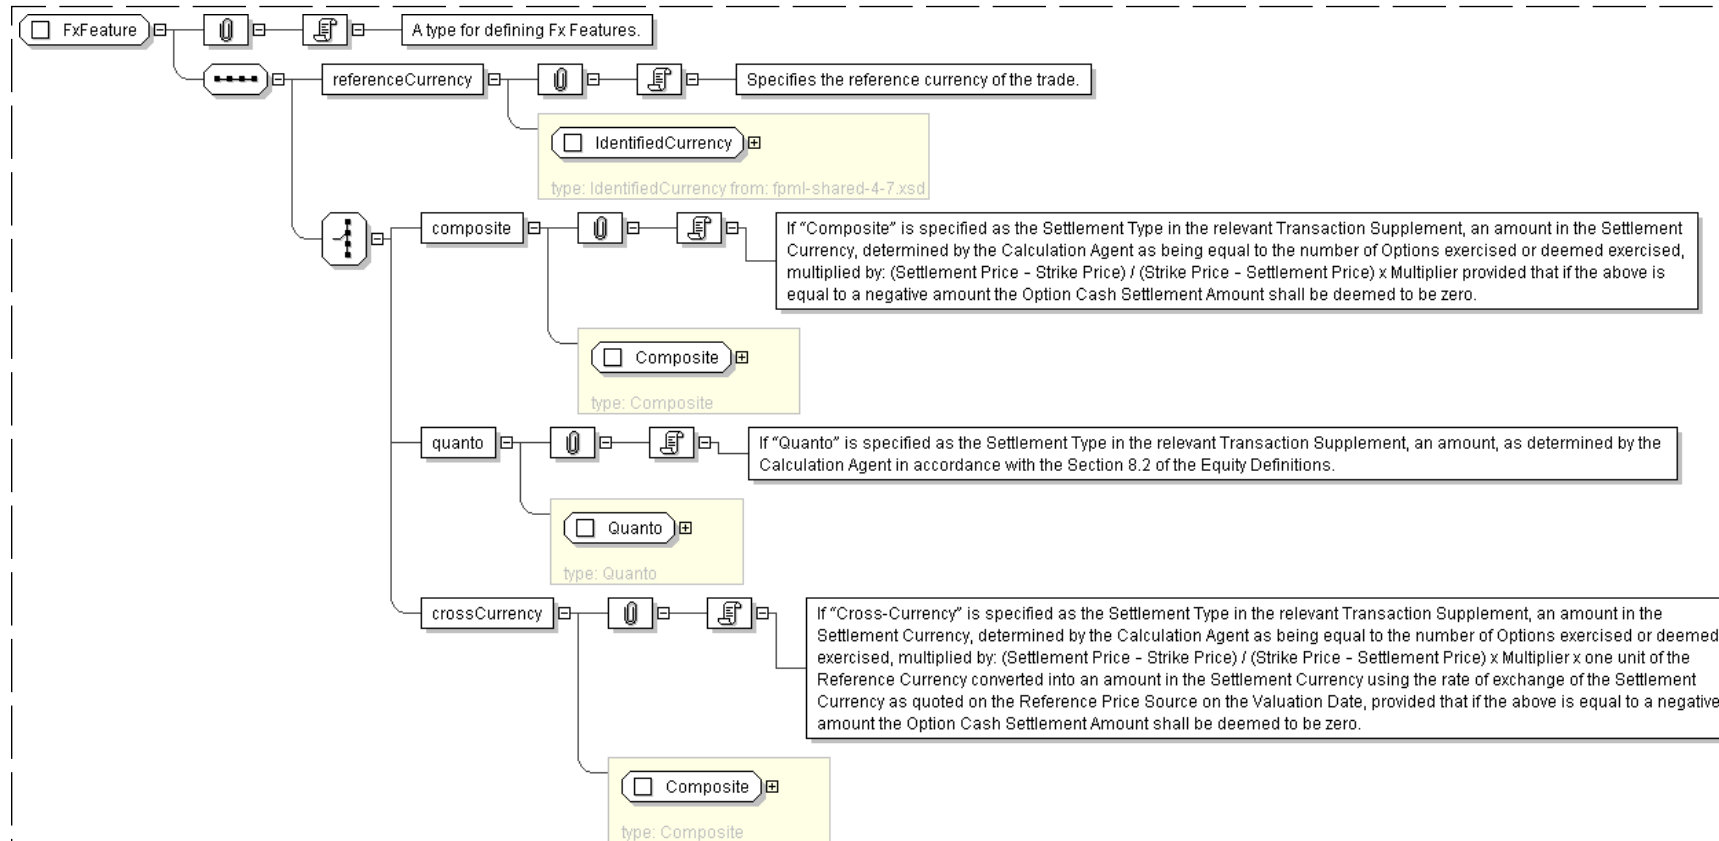 FxFeature
A type for defining Fx Features.
referenceCurrency
Specifies the reference currency of the trade.
IdentifiedCurrency
type: IdentifiedCurrency from: fpml-shared-4-7.xsd
composite
If “Composite” is specified as the Settlement Type in the relevant Transaction Supplement, an amount in the Settlement
Currency, determined by the Calculation Agent as being equal to the number of Options exercised or deemed exercised,
multiplied by: (Settlement Price – Strike Price) / (Strike Price – Settlement Price) x Multiplier provided that if the above is
equal to a negative amount the Option Cash Settlement Amount shall be deemed to be zero.
Composite
type: Composite
quanto
If “Quanto” is specified as the Settlement Type in the relevant Transaction Supplement, an amount, as determined by the
Calculation Agent in accordance with the Section 8.2 of the Equity Definitions.
Quanto
type: Quanto
crossCurrency
If “Cross-Currency” is specified as the Settlement Type in the relevant Transaction Supplement, an amount in the
Settlement Currency, determined by the Calculation Agent as being equal to the number of Options exercised or deemed
exercised, multiplied by: (Settlement Price – Strike Price) / (Strike Price – Settlement Price) x Multiplier x one unit of the
Reference Currency converted into an amount in the Settlement Currency using the rate of exchange of the Settlement
Currency as quoted on the Reference Price Source on the Valuation Date, provided that if the above is equal to a negative
amount the Option Cash Settlement Amount shall be deemed to be zero.
Composite
type: Composite